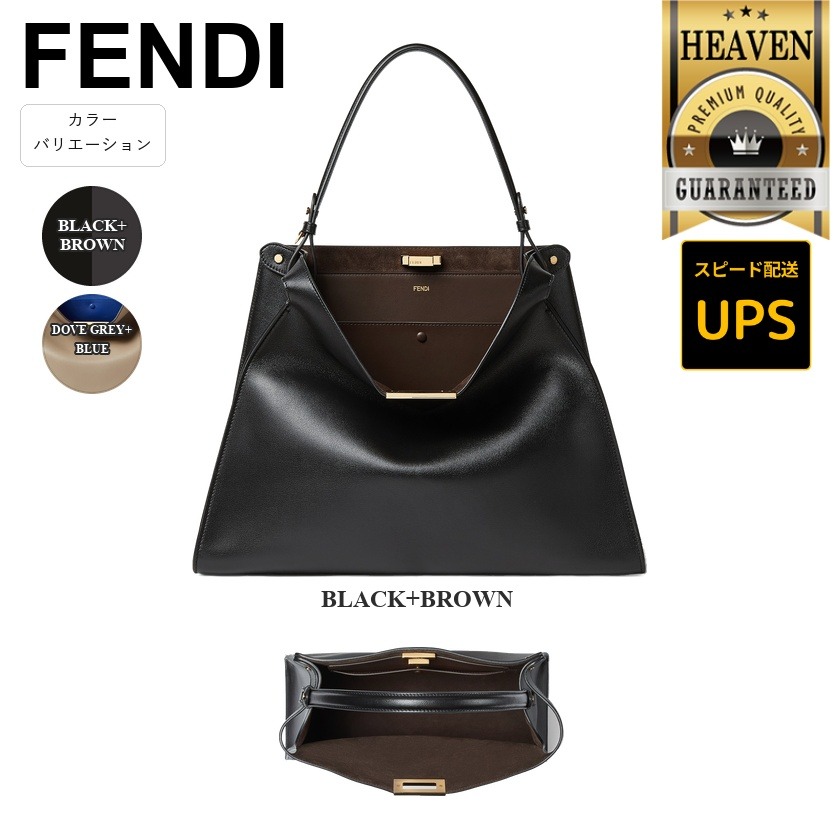 FENDI
カラー
バリエーション
BLACK+
BROWN
DOVE GREY+
BLUE
HEAVEN
PREMIUM QUALITY
GUARANTEED
スピード配送
UPS
FENDI
BLACK+BROWN